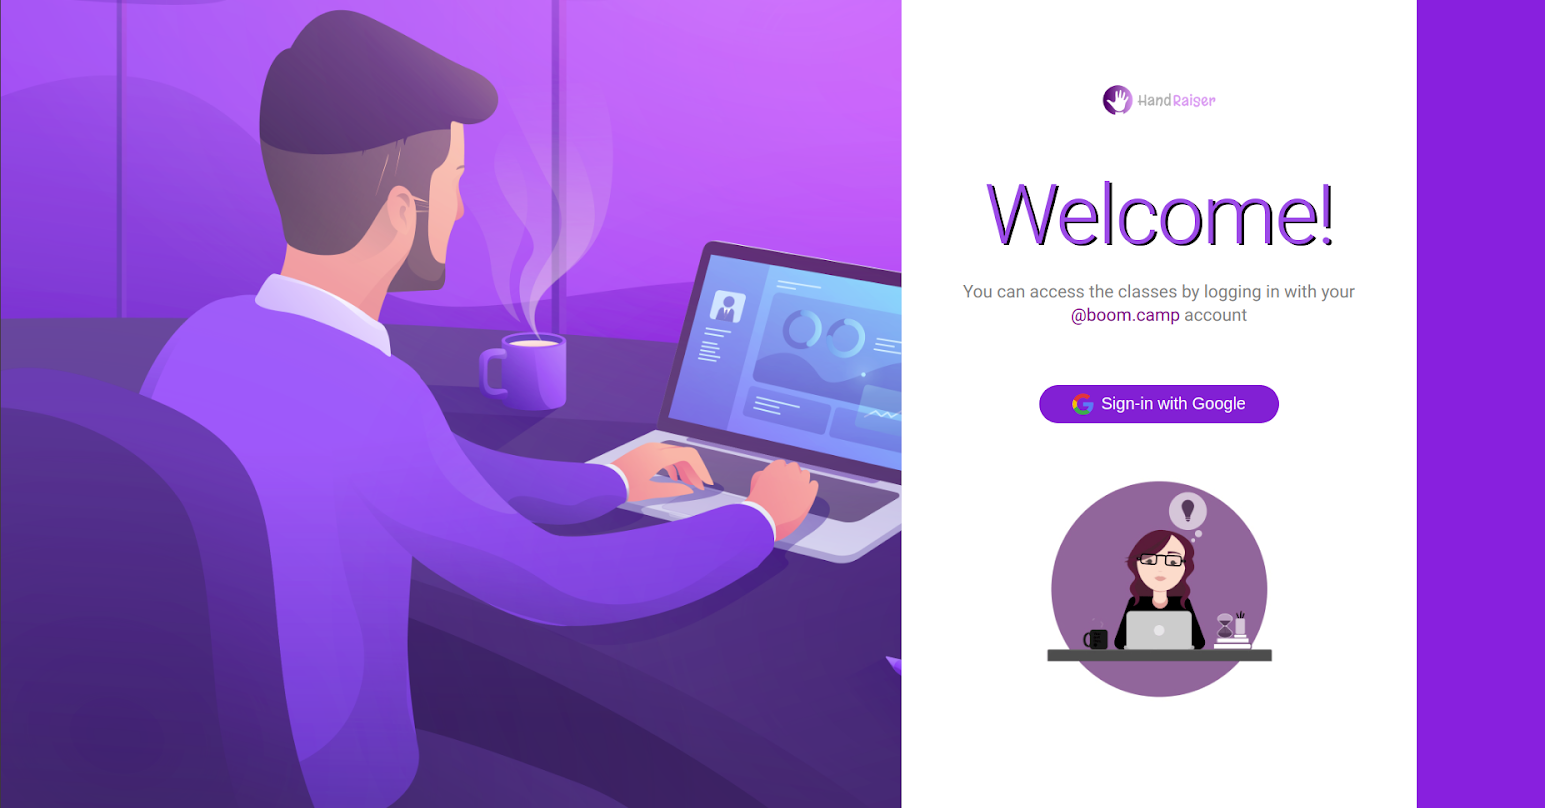 HandRaiser
Welcome!
You can access the classes by logging in with your
@boom.camp account
Sign-in with Google